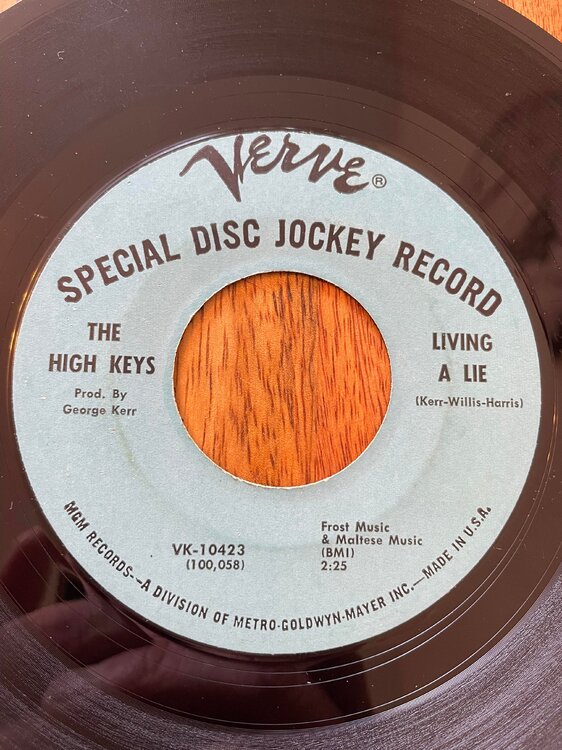 VERVE®
SPECIAL DISC JOCKEY RECORD
THE
HIGH KEYS
Prod. By
George Kerr
LIVING
A LIE
(Kerr-Willis-Harris)
VK-10423
(100,058)
Frost Music
& Maltese Music
(BMI)
2:25
MGM RECORDS—A DIVISION OF METRO-GOLDWYN-MAYER INC.—MADE IN U.S.A.